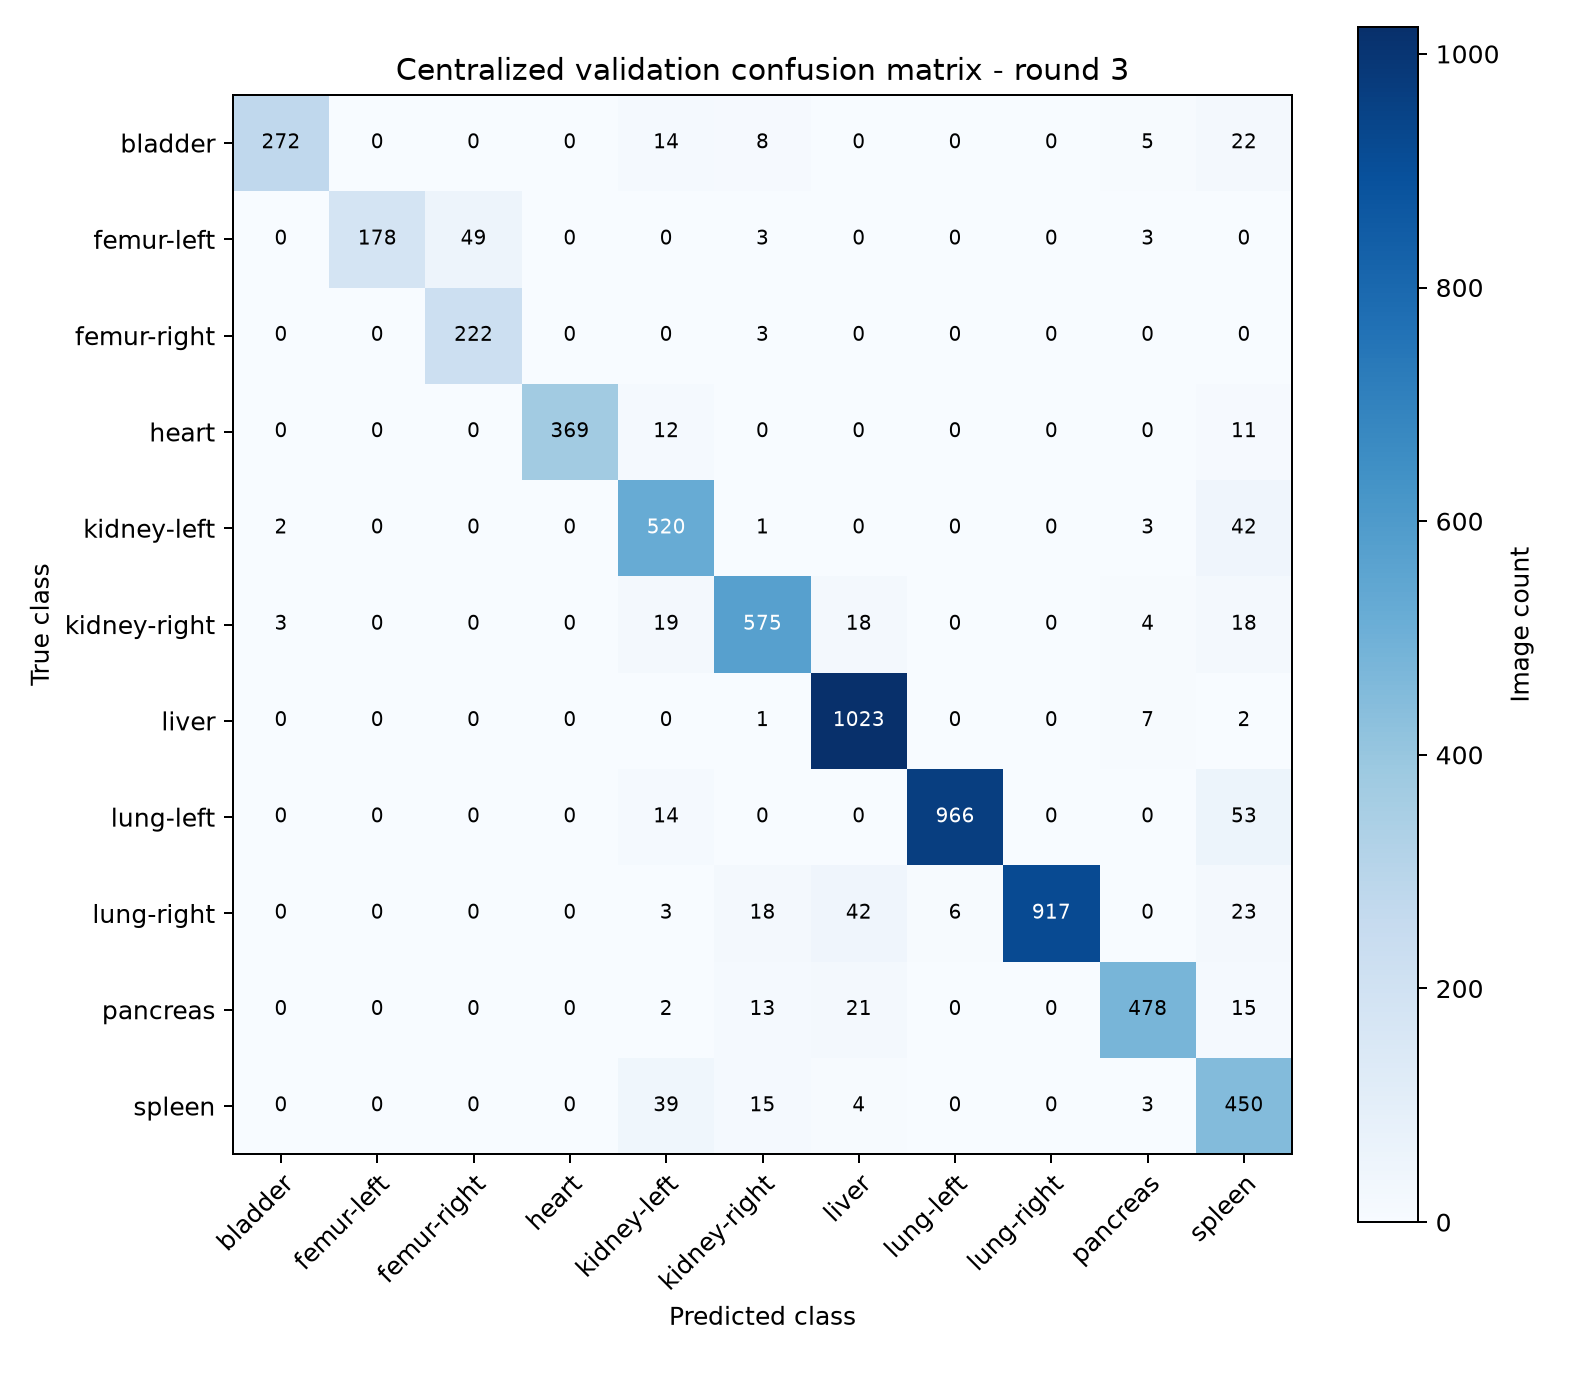 Centralized validation confusion matrix - round 3
bladder 272 0 0 0 14 8 0 0 0 5 22
femur-left 0 178 49 0 0 3 0 0 0 3 0
femur-right 0 0 222 0 0 3 0 0 0 0 0
heart 0 0 0 369 12 0 0 0 0 0 11
kidney-left 2 0 0 0 520 1 0 0 0 3 42
kidney-right 3 0 0 0 19 575 18 0 0 4 18
liver 0 0 0 0 0 1 1023 0 0 7 2
lung-left 0 0 0 0 14 0 0 966 0 0 53
lung-right 0 0 0 0 3 18 42 6 917 0 23
pancreas 0 0 0 0 2 13 21 0 0 478 15
spleen 0 0 0 0 39 15 4 0 0 3 450
bladder femur-left femur-right heart kidney-left kidney-right liver lung-left lung-right pancreas spleen
Predicted class
True class
1000
800
600
400
200
0
Image count